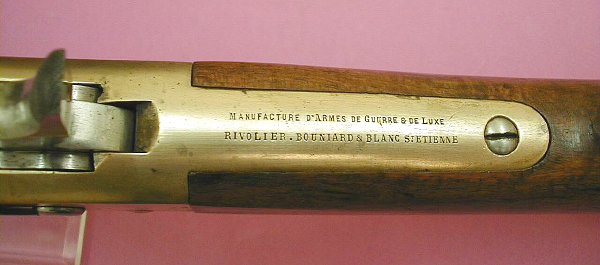 MANUFACTURE D'ARMES DE GUERRE & DE LUXE
RIVOLIER. BOUNIARD & BLANC ST ETIENNE